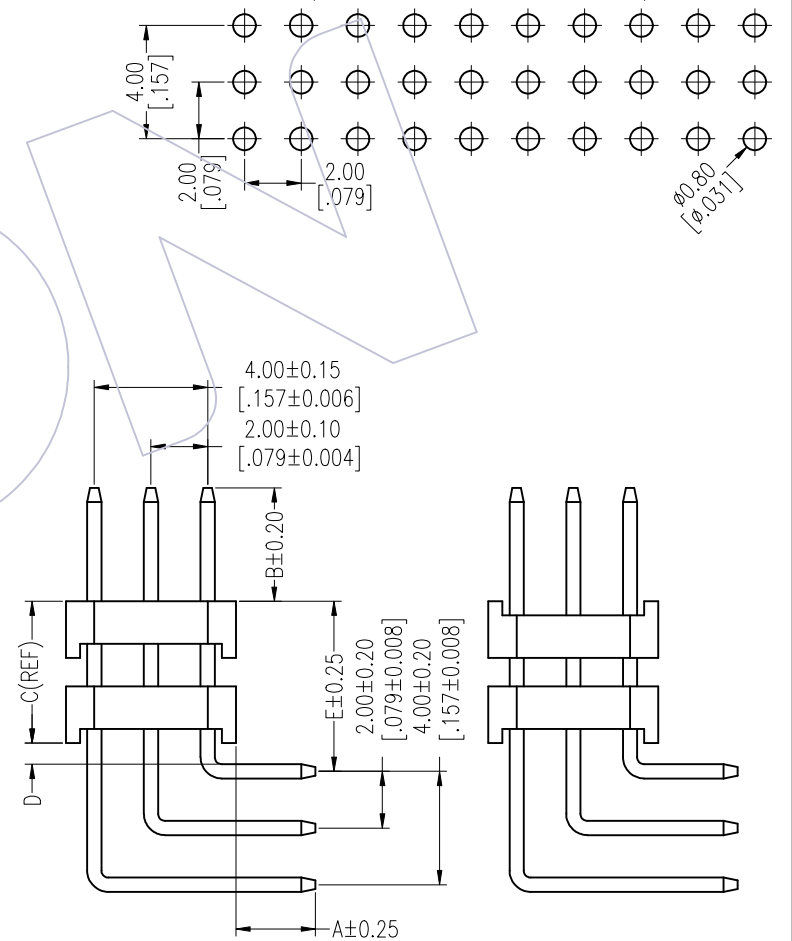 4.00
[.157]
2.00
[.079]
2.00
[.079]
ø0.80
[ø.031]
4.00±0.15
[.157±0.006]
2.00±0.10
[.079±0.004]
B±0.20
C(REF)
D
E±0.25
2.00±0.20
[.079±0.008]
4.00±0.20
[.157±0.008]
A±0.25